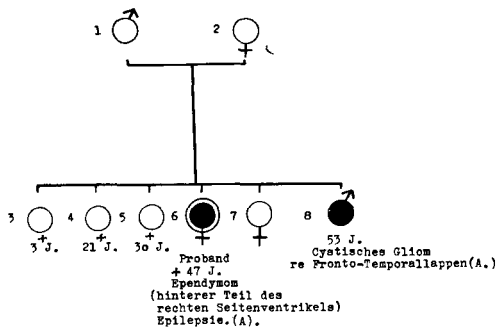 1
2
3
4
5
6
7
8
+
3 J.
+
21 J.
+
30 J.
Proband
+ 47 J.
Ependymom
(hinterer Teil des
rechten Seitenventrikels)
Epilepsie.(A).
53 J.
Cystisches Gliom
re Fronto-Temporallappen(A.)